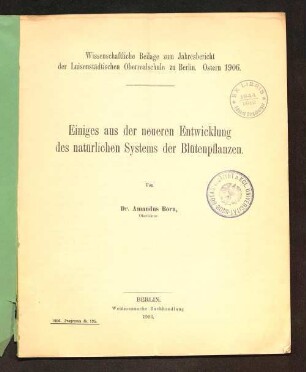 Wissenschaftliche Beilage zum Jahresbericht
der Luisenstädtischen Oberrealschule zu Berlin. Ostern 1906.
Einiges aus der neueren Entwicklung
des natürlichen Systems der Blütenpflanzen.
Von
Dr. Amandus Born,
Oberlehrer
BERLIN.
Weidmannsche Buchhandlung
1906.
1906. Programm Nr.